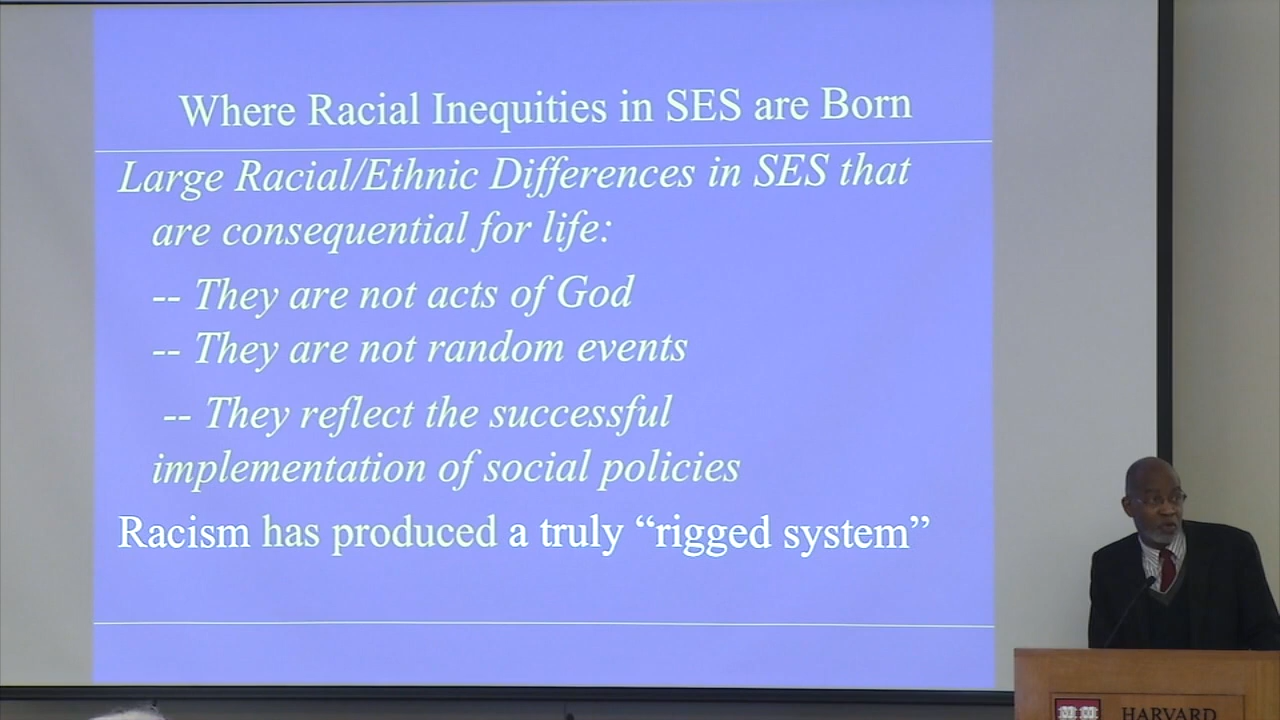 Where Racial Inequities in SES are Born
Large Racial/Ethnic Differences in SES that
are consequential for life:
-- They are not acts of God
-- They are not random events
-- They reflect the successful
implementation of social policies
Racism has produced a truly “rigged system”
HARVARD